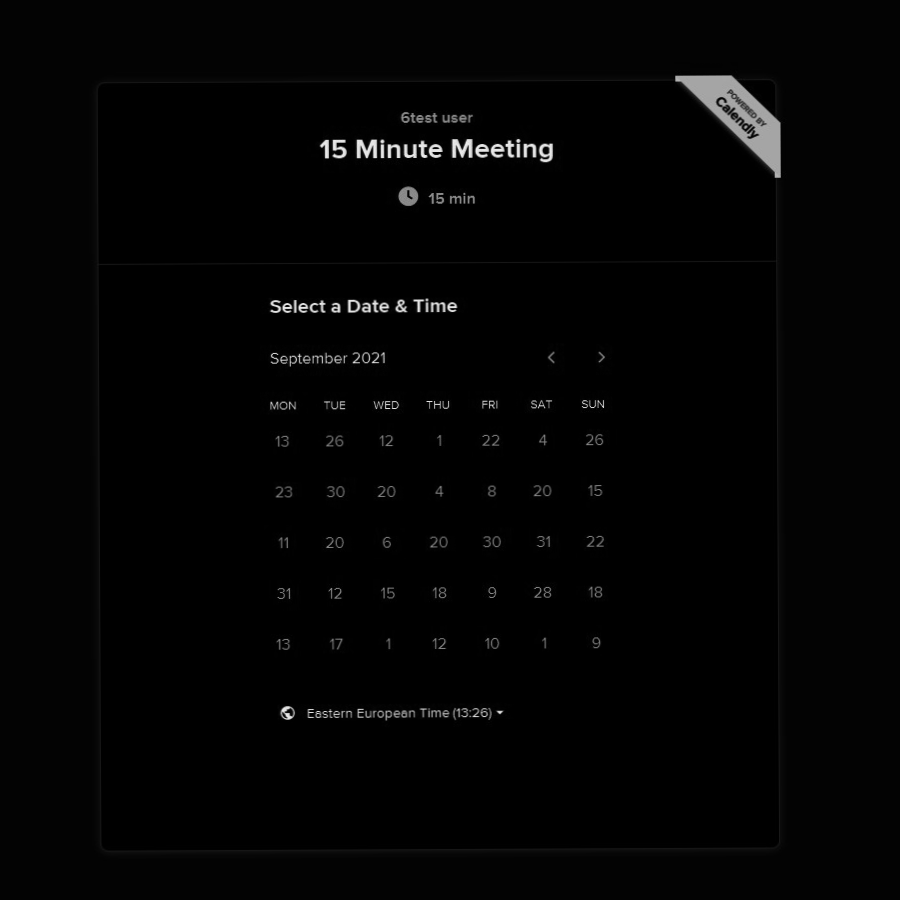 POWERED BY
Calendly
6test user
15 Minute Meeting
15 min
Select a Date & Time
September 2021
MON TUE WED THU FRI SAT SUN
13 26 12 1 22 4 26
23 30 20 4 8 20 15
11 20 6 20 30 31 22
31 12 15 18 9 28 18
13 17 1 12 10 1 9
Eastern European Time (13:26)